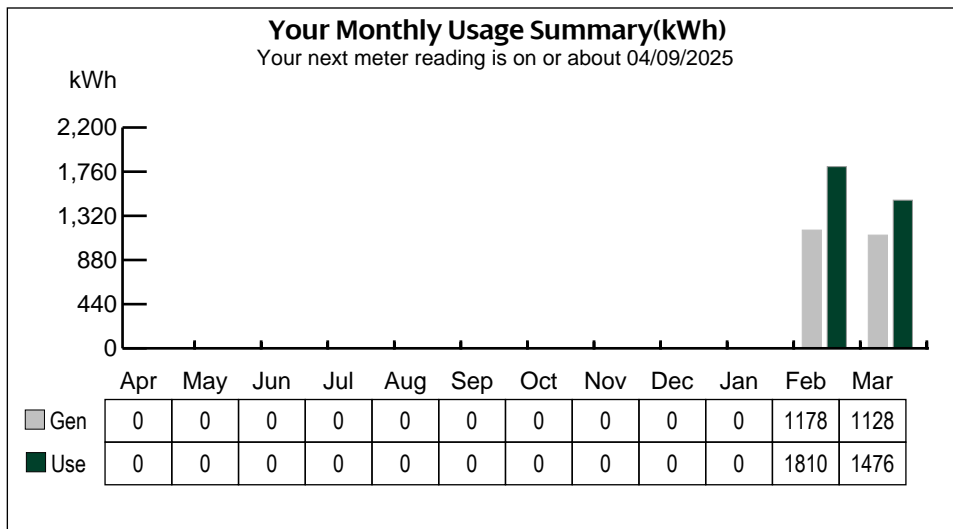 Your Monthly Usage Summary(kWh)
Your next meter reading is on or about 04/09/2025
kWh
2,200
1,760
1,320
880
440
0
Apr May Jun Jul Aug Sep Oct Nov Dec Jan Feb Mar
Gen 0 0 0 0 0 0 0 0 0 0 1178 1128
Use 0 0 0 0 0 0 0 0 0 0 1810 1476